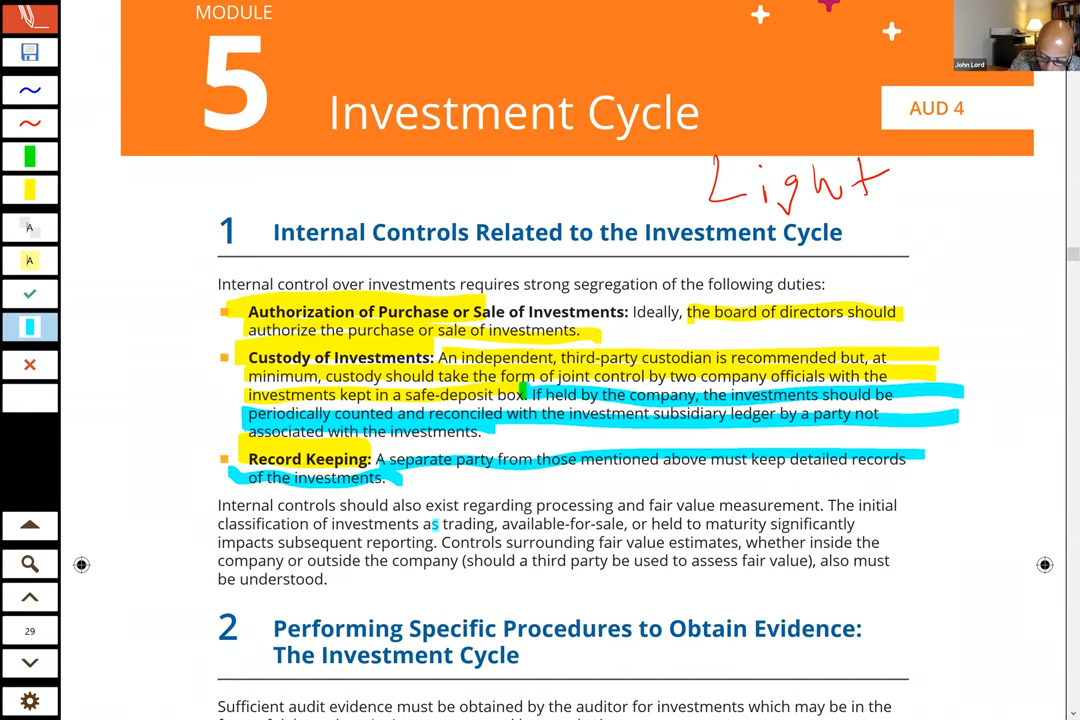 MODULE
5
Investment Cycle
AUD 4
John Lord
Light
1 Internal Controls Related to the Investment Cycle
Internal control over investments requires strong segregation of the following duties:
Authorization of Purchase or Sale of Investments: Ideally, the board of directors should
authorize the purchase or sale of investments.
Custody of Investments: An independent, third-party custodian is recommended but, at
minimum, custody should take the form of joint control by two company officials with the
investments kept in a safe-deposit box. If held by the company, the investments should be
periodically counted and reconciled with the investment subsidiary ledger by a party not
associated with the investments.
Record Keeping: A separate party from those mentioned above must keep detailed records
of the investments.
Internal controls should also exist regarding processing and fair value measurement. The initial
classification of investments as trading, available-for-sale, or held to maturity significantly
impacts subsequent reporting. Controls surrounding fair value estimates, whether inside the
company or outside the company (should a third party be used to assess fair value), also must
be understood.
2 Performing Specific Procedures to Obtain Evidence:
The Investment Cycle
Sufficient audit evidence must be obtained by the auditor for investments which may be in the
A
A
29